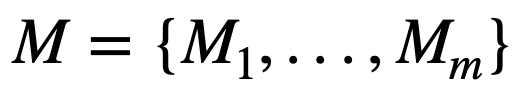 M = {M₁, . . . , Mₘ}